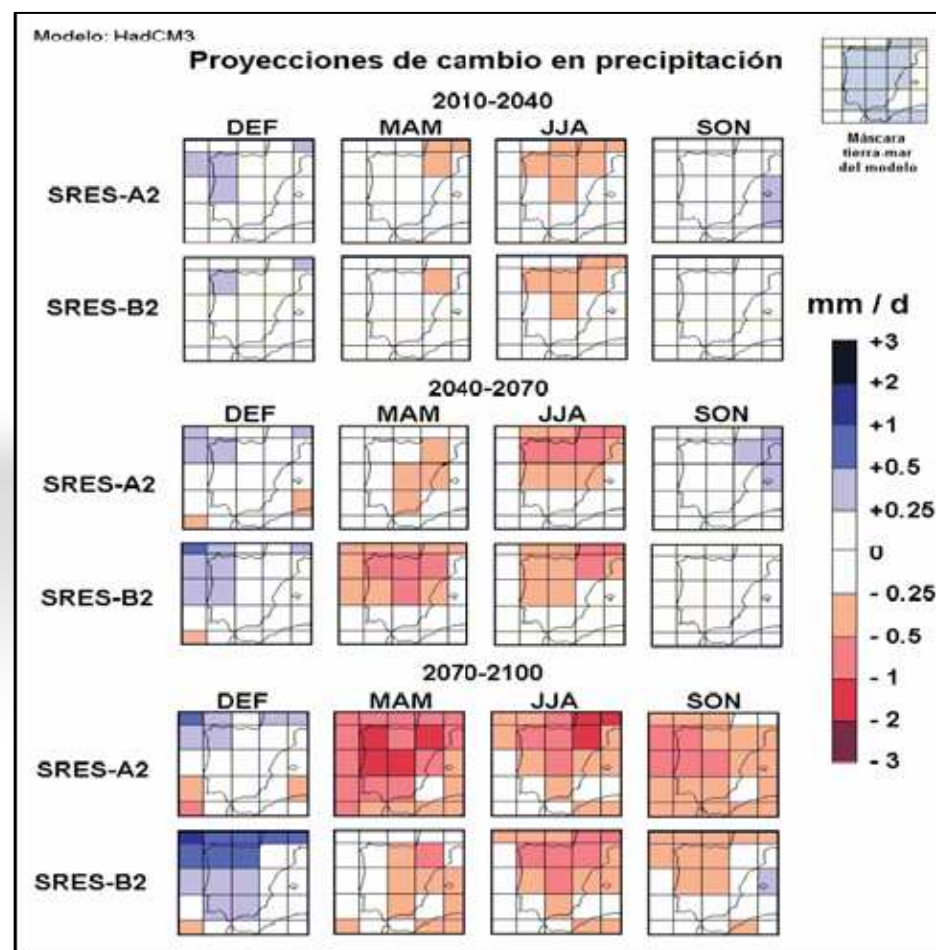 Modelo: HadCM3
Proyecciones de cambio en precipitación
Máscara
tierra-mar
del modelo
2010-2040
DEF MAM JJA SON
SRES-A2
SRES-B2
2040-2070
DEF MAM JJA SON
SRES-A2
SRES-B2
2070-2100
DEF MAM JJA SON
SRES-A2
SRES-B2
mm / d
+3
+2
+1
+0.5
+0.25
0
- 0.25
- 0.5
- 1
- 2
- 3